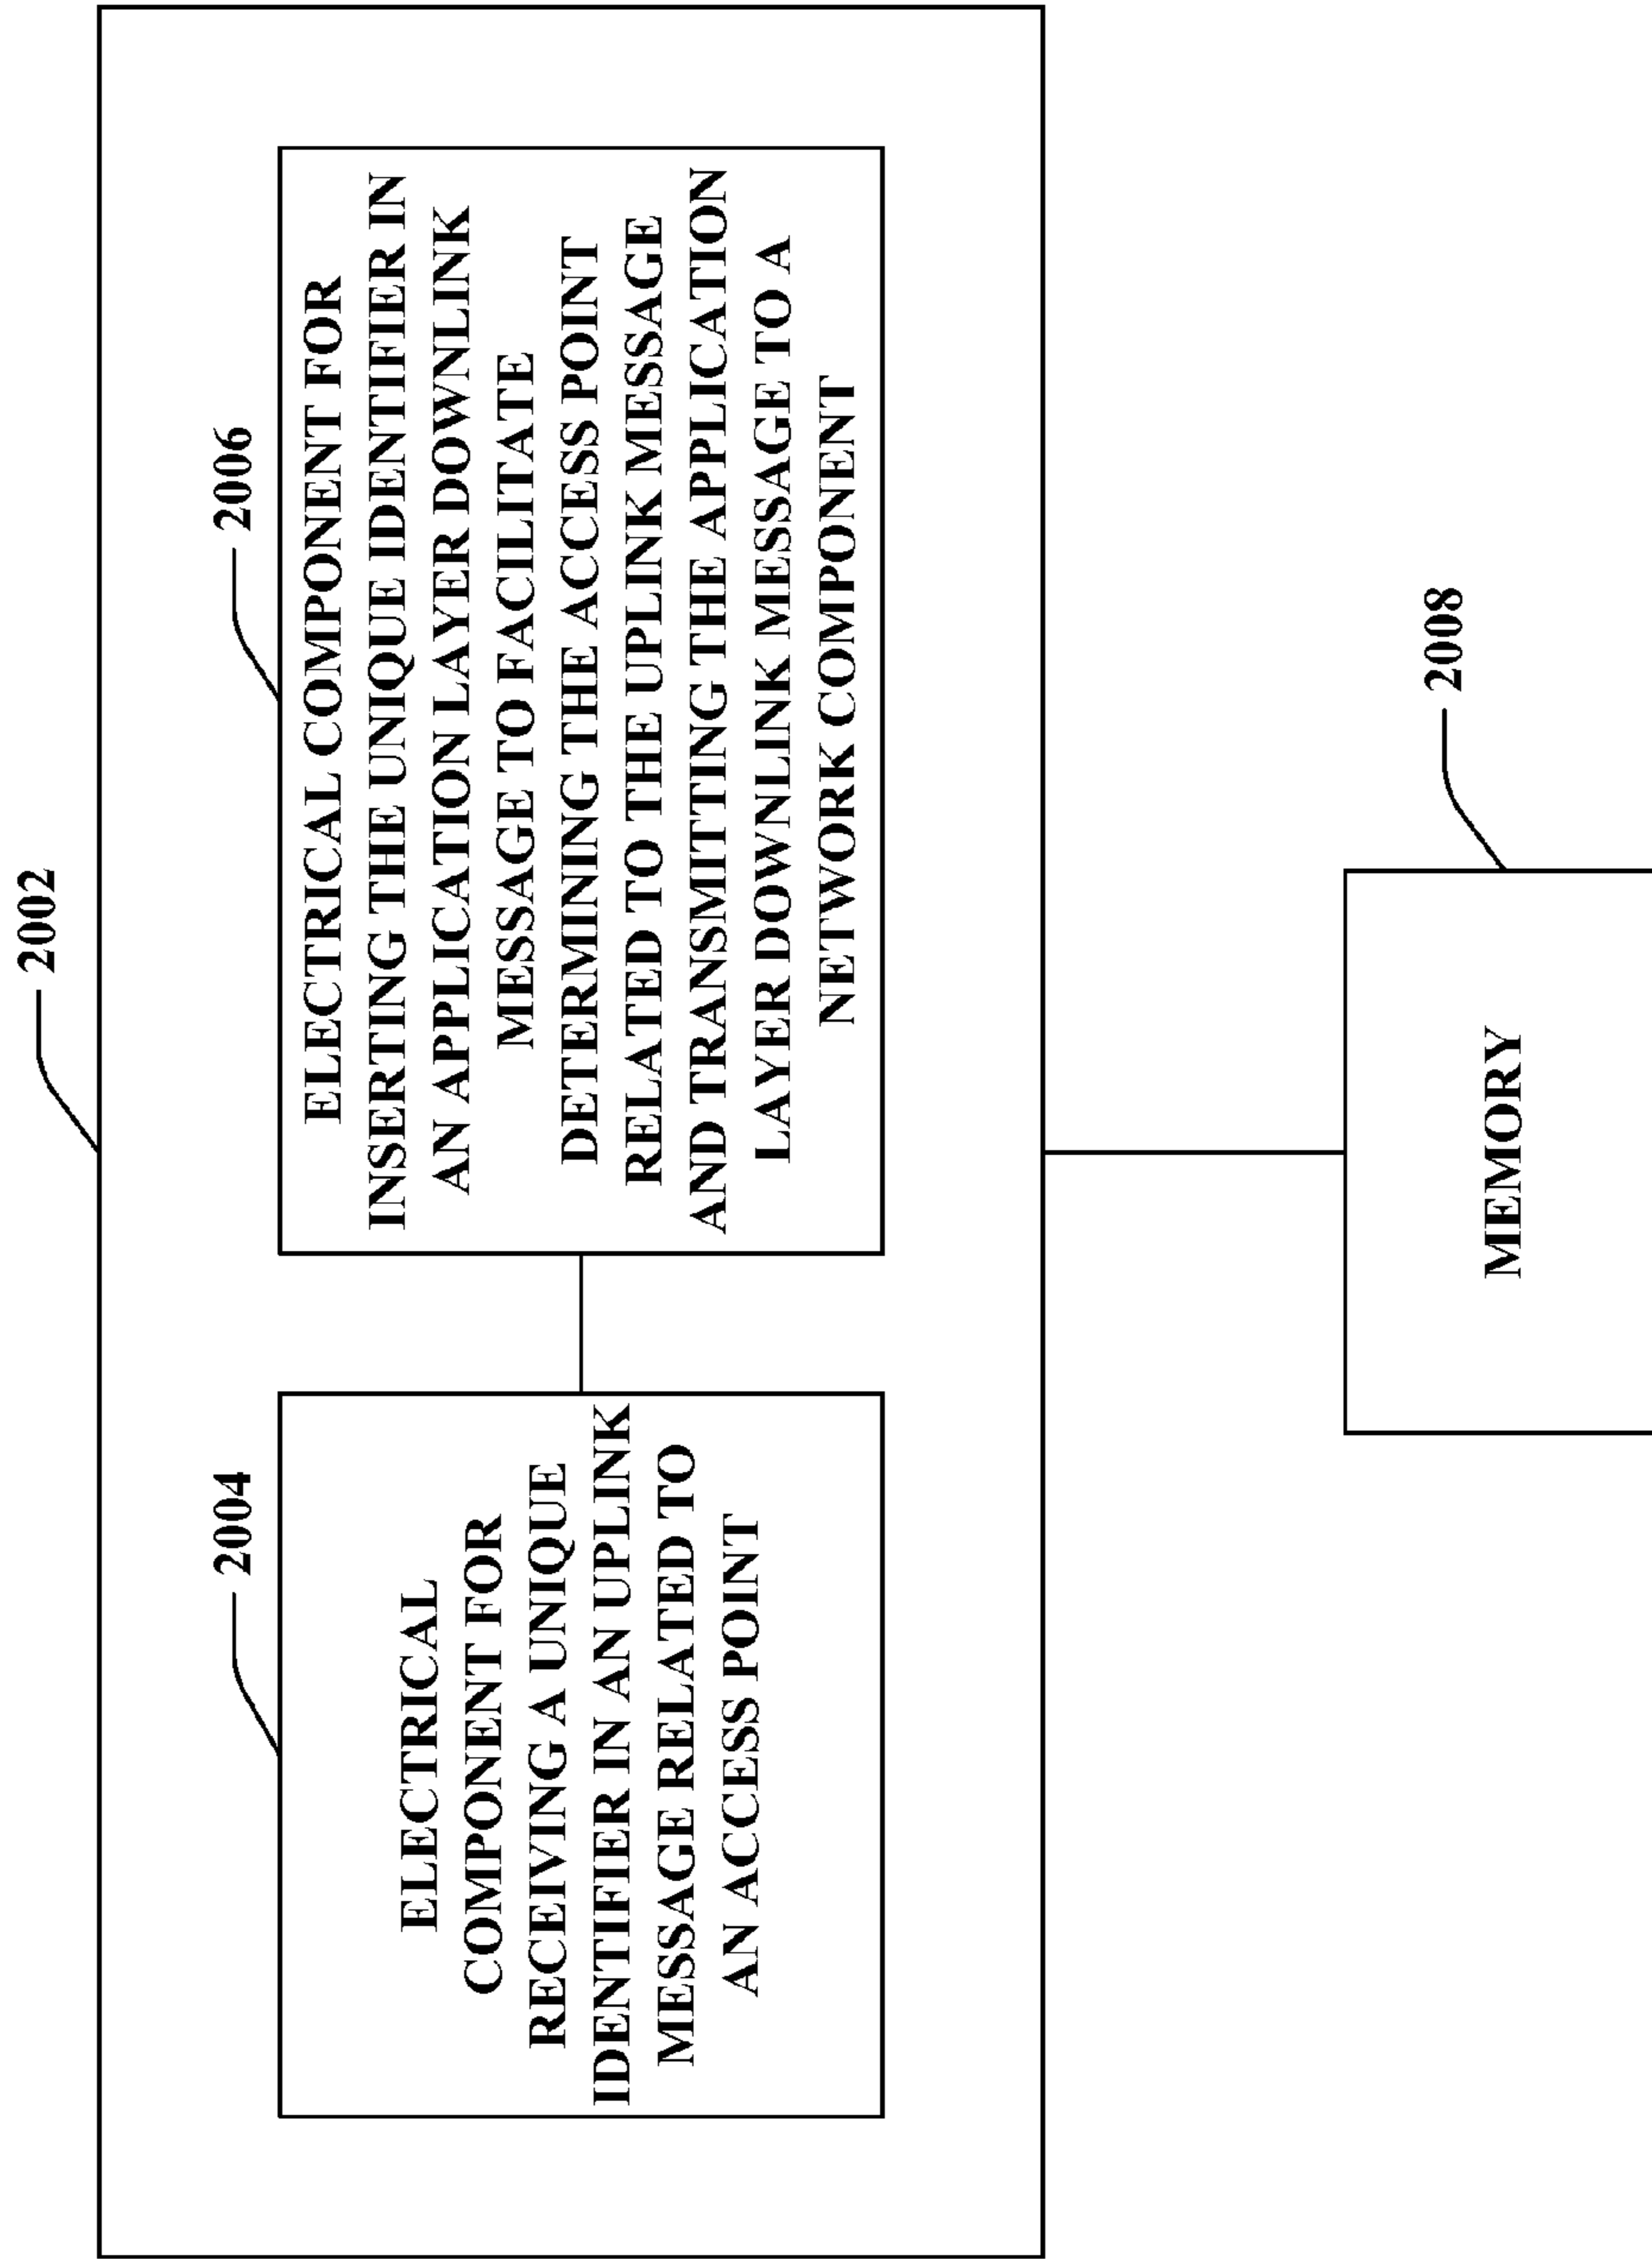 2002
2004
ELECTRICAL
COMPONENT FOR
RECEIVING A UNIQUE
IDENTIFIER IN AN UPLINK
MESSAGE RELATED TO
AN ACCESS POINT
2006
ELECTRICAL COMPONENT FOR
INSERTING THE UNIQUE IDENTIFIER IN
AN APPLICATION LAYER DOWNLINK
MESSAGE TO FACILITATE
DETERMINING THE ACCESS POINT
RELATED TO THE UPLINK MESSAGE
AND TRANSMITTING THE APPLICATION
LAYER DOWNLINK MESSAGE TO A
NETWORK COMPONENT
2008
MEMORY